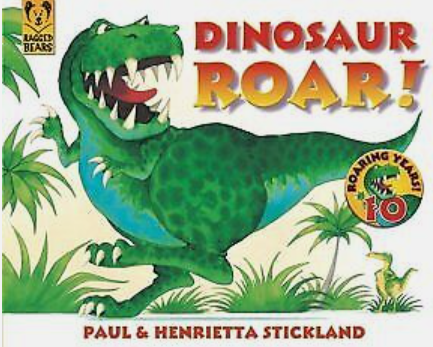 RAGGED
BEARS
DINOSAUR
ROAR!
ROARING YEARS!
10
PAUL & HENRIETTA STICKLAND